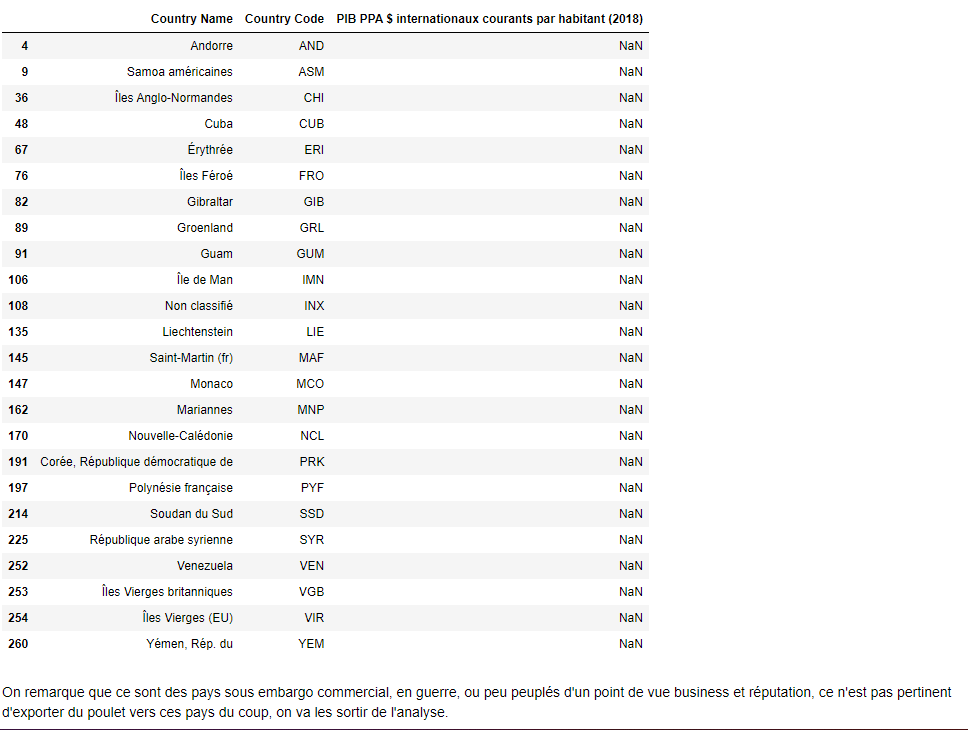 Country Name Country Code PIB PPA $ internationaux courants par habitant (2018)
4 Andorre AND NaN
9 Samoa américaines ASM NaN
36 Îles Anglo-Normandes CHI NaN
48 Cuba CUB NaN
67 Érythrée ERI NaN
76 Îles Féroé FRO NaN
82 Gibraltar GIB NaN
89 Groenland GRL NaN
91 Guam GUM NaN
106 Île de Man IMN NaN
108 Non classifié INX NaN
135 Liechtenstein LIE NaN
145 Saint-Martin (fr) MAF NaN
147 Monaco MCO NaN
162 Mariannes MNP NaN
170 Nouvelle-Calédonie NCL NaN
191 Corée, République démocratique de PRK NaN
197 Polynésie française PYF NaN
214 Soudan du Sud SSD NaN
225 République arabe syrienne SYR NaN
252 Venezuela VEN NaN
253 Îles Vierges britanniques VGB NaN
254 Îles Vierges (EU) VIR NaN
260 Yémen, Rép. du YEM NaN
On remarque que ce sont des pays sous embargo commercial, en guerre, ou peu peuplés d'un point de vue business et réputation, ce n'est pas pertinent
d'exporter du poulet vers ces pays du coup, on va les sortir de l'analyse.